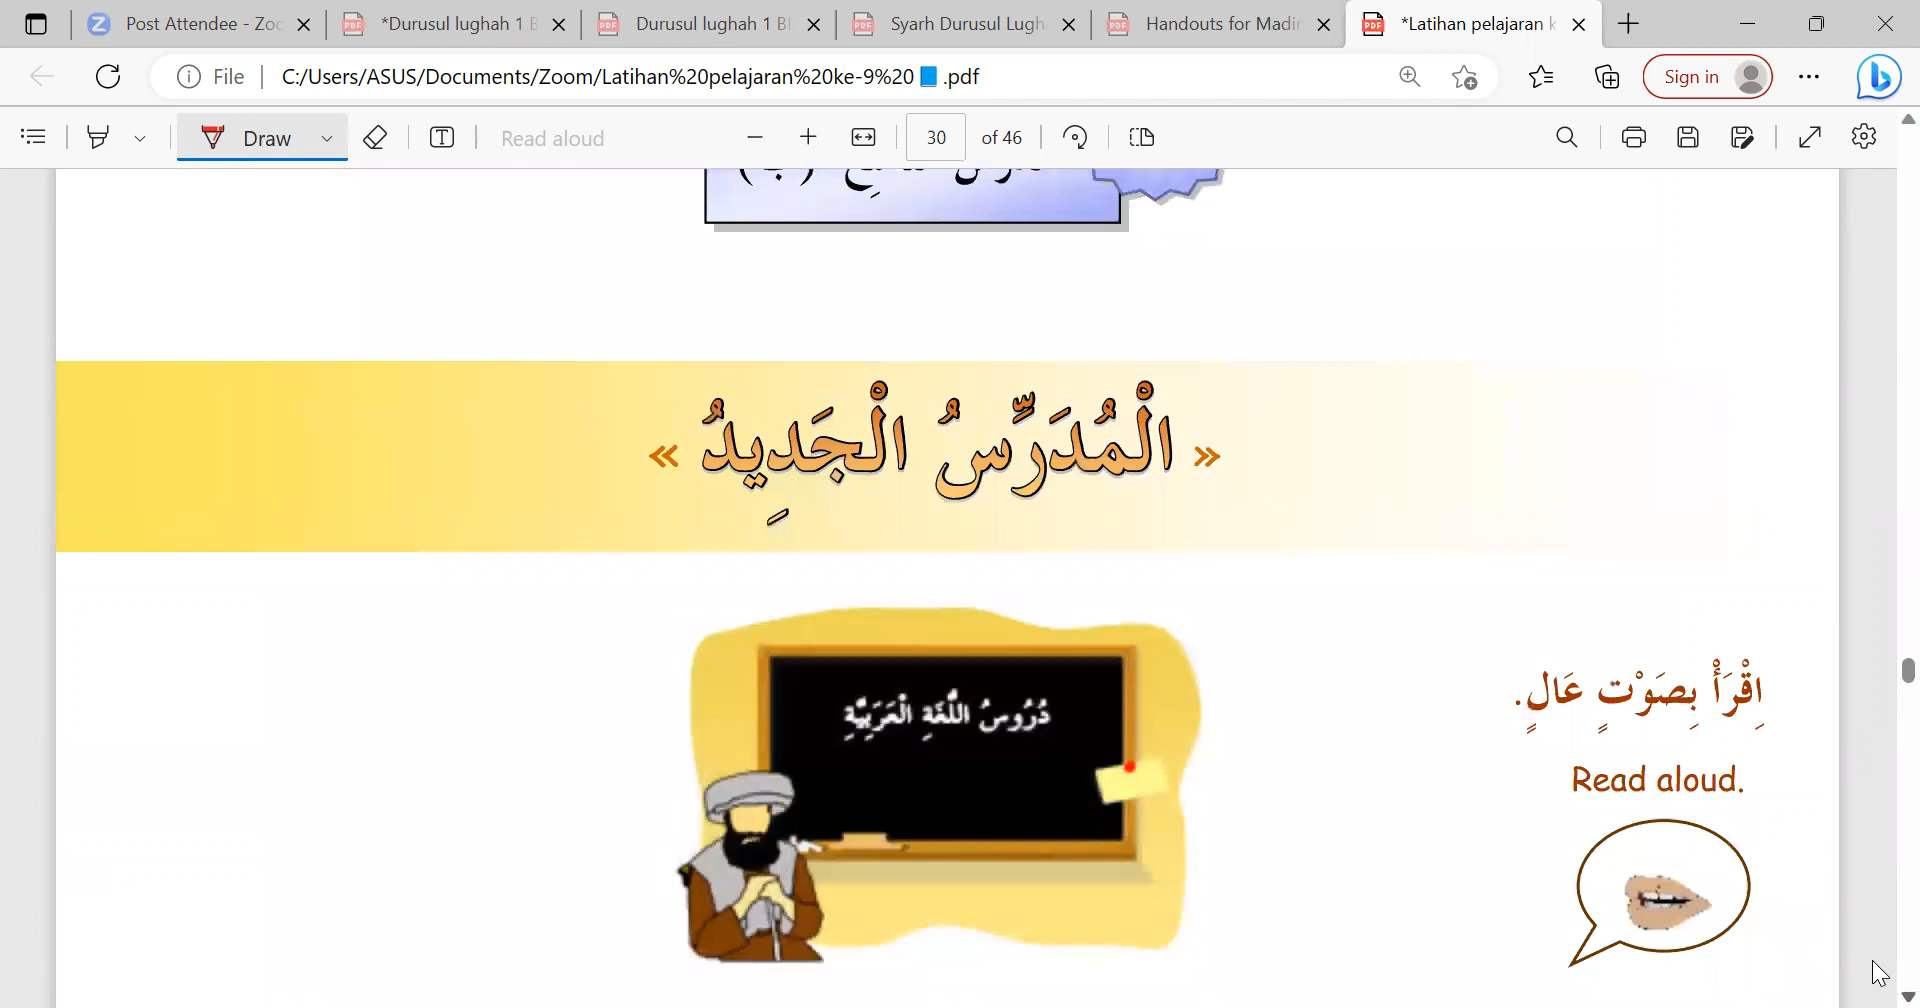 Post Attendee - Zoo
*Durusul lughah 1 B
Durusul lughah 1 Bl
Syarh Durusul Lugh
Handouts for Madin
*Latihan pelajaran k
File
C:/Users/ASUS/Documents/Zoom/Latihan%20pelajaran%20ke-9%20📘.pdf
Sign in
Draw
Read aloud
30 of 46
(ب)
« الْمُدَرِّسُ الْجَدِيدُ »
دُرُوسُ اللُّغَةِ الْعَرَبِيَّةِ
اِقْرَأْ بِصَوْتٍ عَالٍ.
Read aloud.